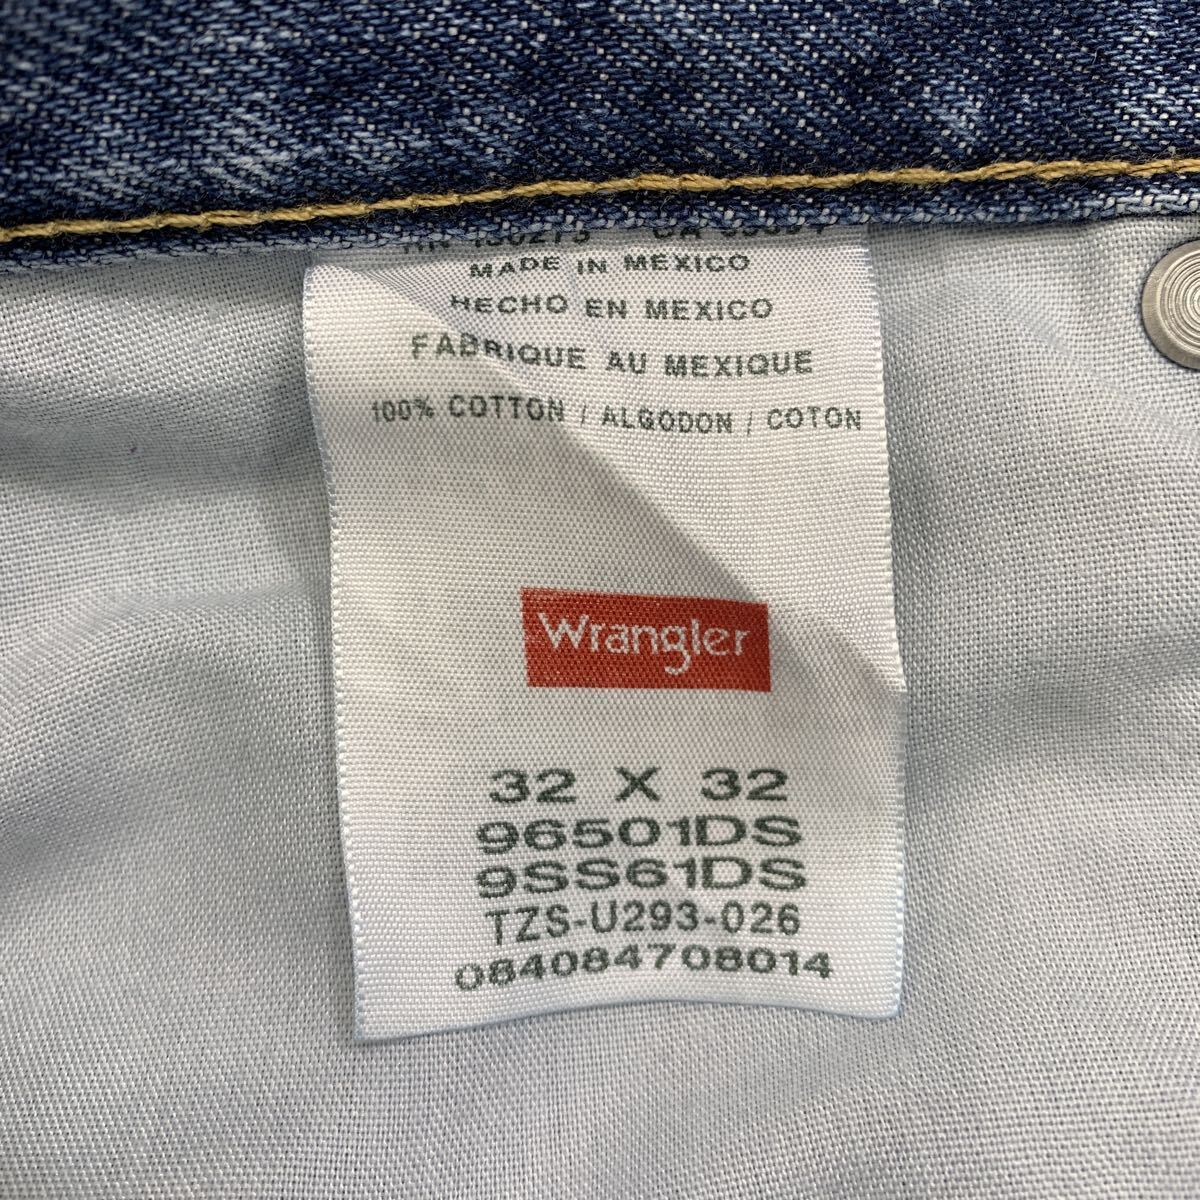 MADE IN MEXICO
HECHO EN MEXICO
FABRIQUE AU MEXIQUE
100% COTTON / ALGODON / COTON
Wrangler
32 X 32
96501DS
9SS61DS
TZS-U293-026
084084708014